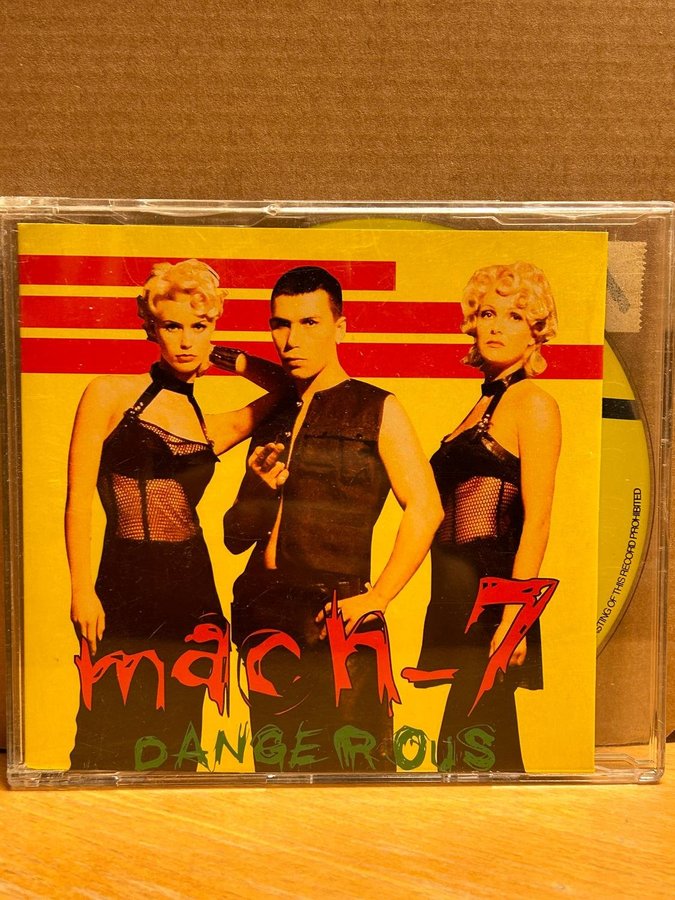 mach-7
DANGEROUS
STING OF THIS RECORD PROHIBITED